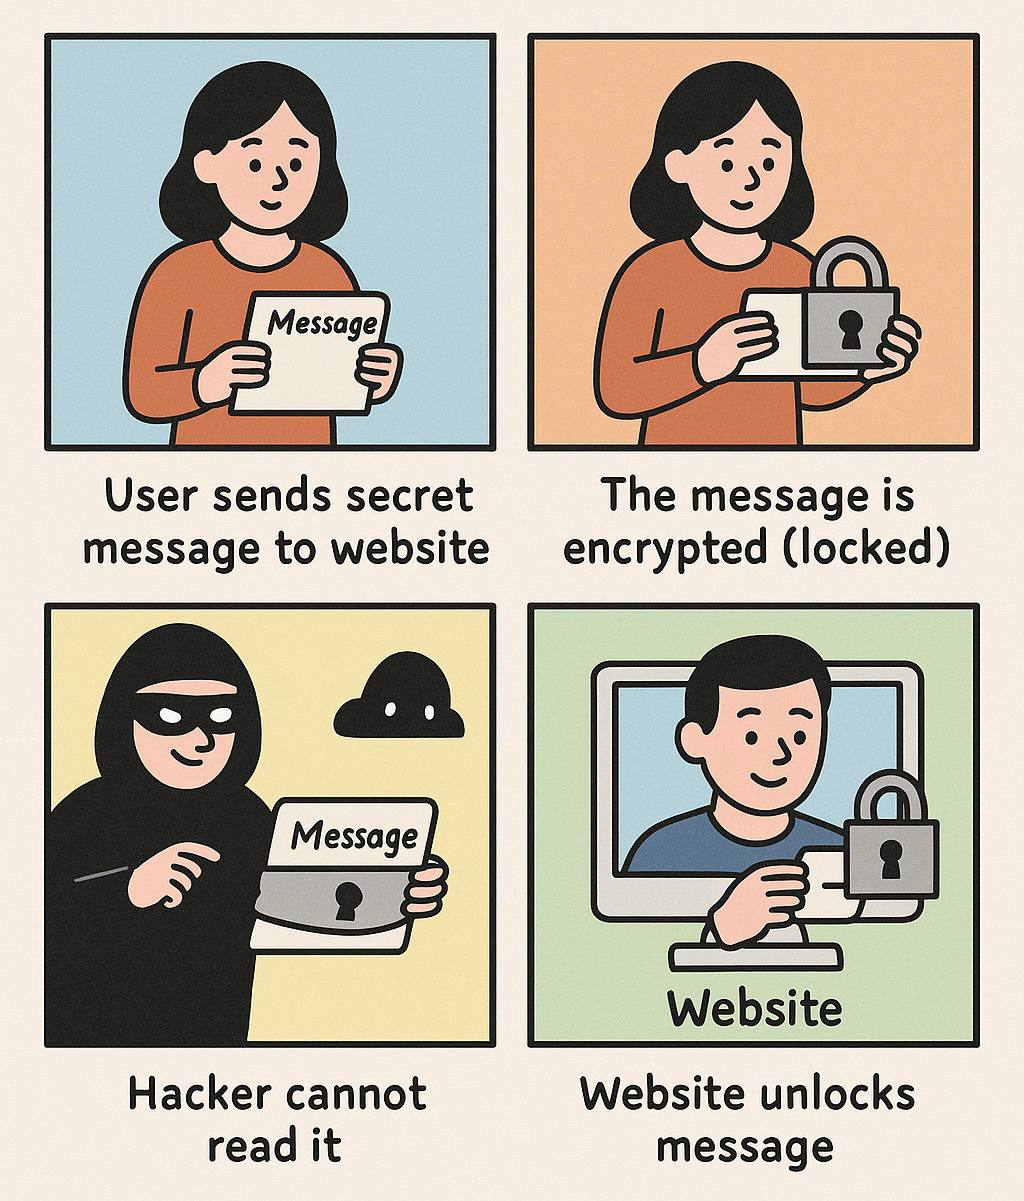 Message
User sends secret
message to website
The message is
encrypted (locked)
Message
Hacker cannot
read it
Website
Website unlocks
message